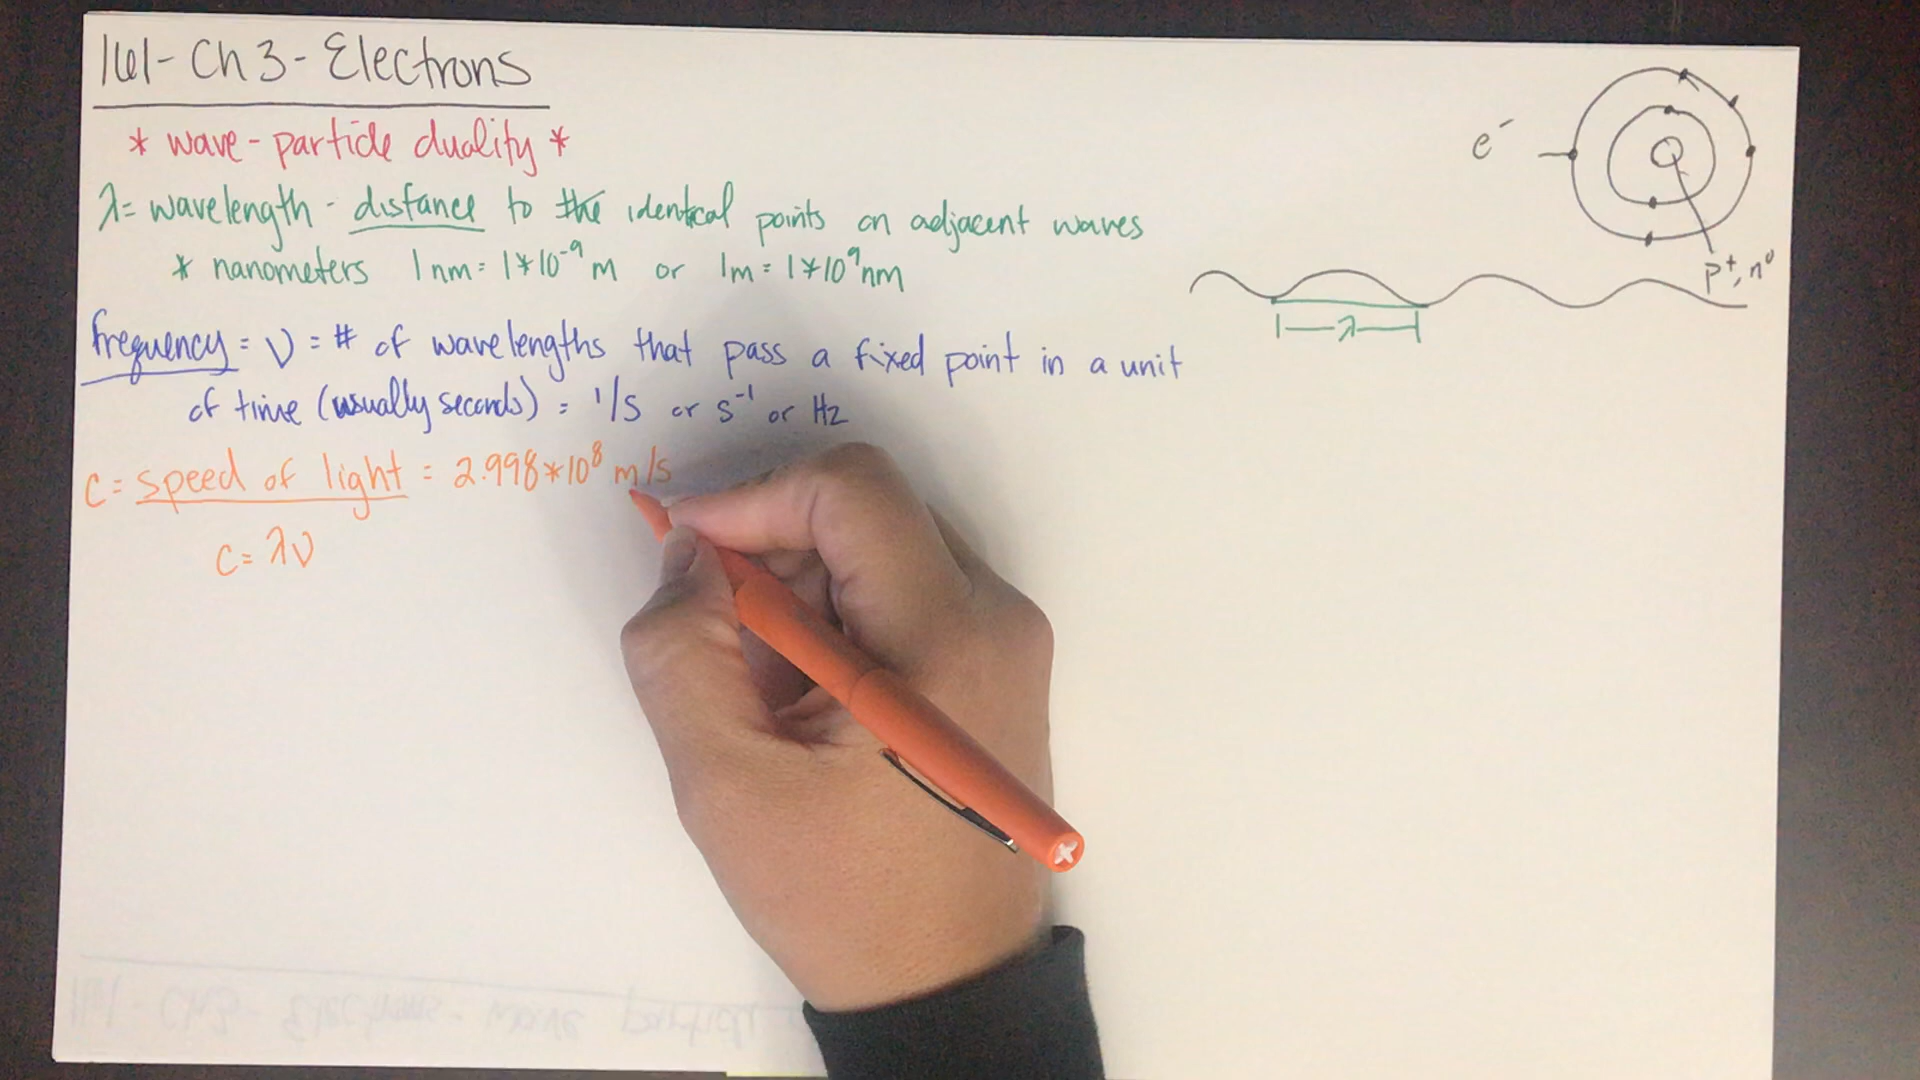 161 - Ch 3 - Electrons
* wave - particle duality *
λ = wavelength - distance to the identical points on adjacent waves
* nanometers 1 nm = 1*10⁻⁹ m or 1m = 1*10⁹ nm
frequency = ν = # of wavelengths that pass a fixed point in a unit
of time (usually seconds) = 1/s or s⁻¹ or Hz
c = speed of light = 2.998*10⁸ m/s
c = λν
e⁻
p⁺, n⁰
λ